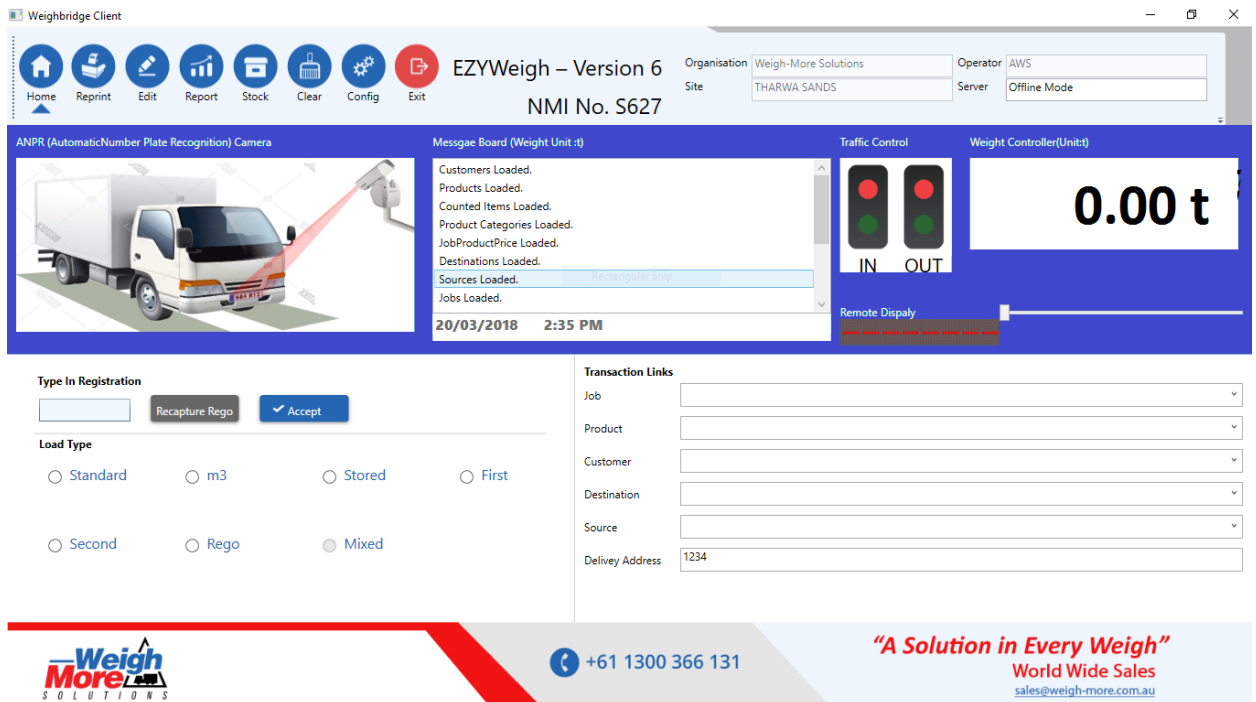 Weighbridge Client
Home
Reprint
Edit
Report
Stock
Clear
Config
Exit
EZYWeigh – Version 6
NMI No. S627
Organisation Weigh-More Solutions
Site THARWA SANDS
Operator AWS
Server Offline Mode
ANPR (AutomaticNumber Plate Recognition) Camera
Messgae Board (Weight Unit :t)
Customers Loaded.
Products Loaded.
Counted Items Loaded.
Product Categories Loaded.
JobProductPrice Loaded.
Destinations Loaded.
Sources Loaded.
Rectangular Snip
Jobs Loaded.
20/03/2018 2:35 PM
Traffic Control
IN OUT
Weight Controller(Unit:t)
0.00 t
Remote Dispaly
Type In Registration
Recapture Rego
Accept
Load Type
Standard
m3
Stored
First
Second
Rego
Mixed
Transaction Links
Job
Product
Customer
Destination
Source
Delivey Address 1234
Weigh
More
SOLUTIONS
+61 1300 366 131
“A Solution in Every Weigh”
World Wide Sales
sales@weigh-more.com.au